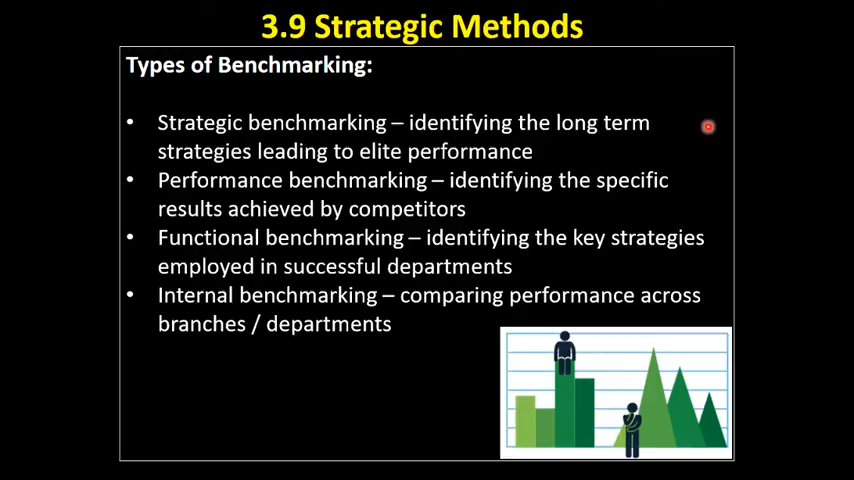 3.9 Strategic Methods
Types of Benchmarking:
• Strategic benchmarking – identifying the long term
strategies leading to elite performance
• Performance benchmarking – identifying the specific
results achieved by competitors
• Functional benchmarking – identifying the key strategies
employed in successful departments
• Internal benchmarking – comparing performance across
branches / departments